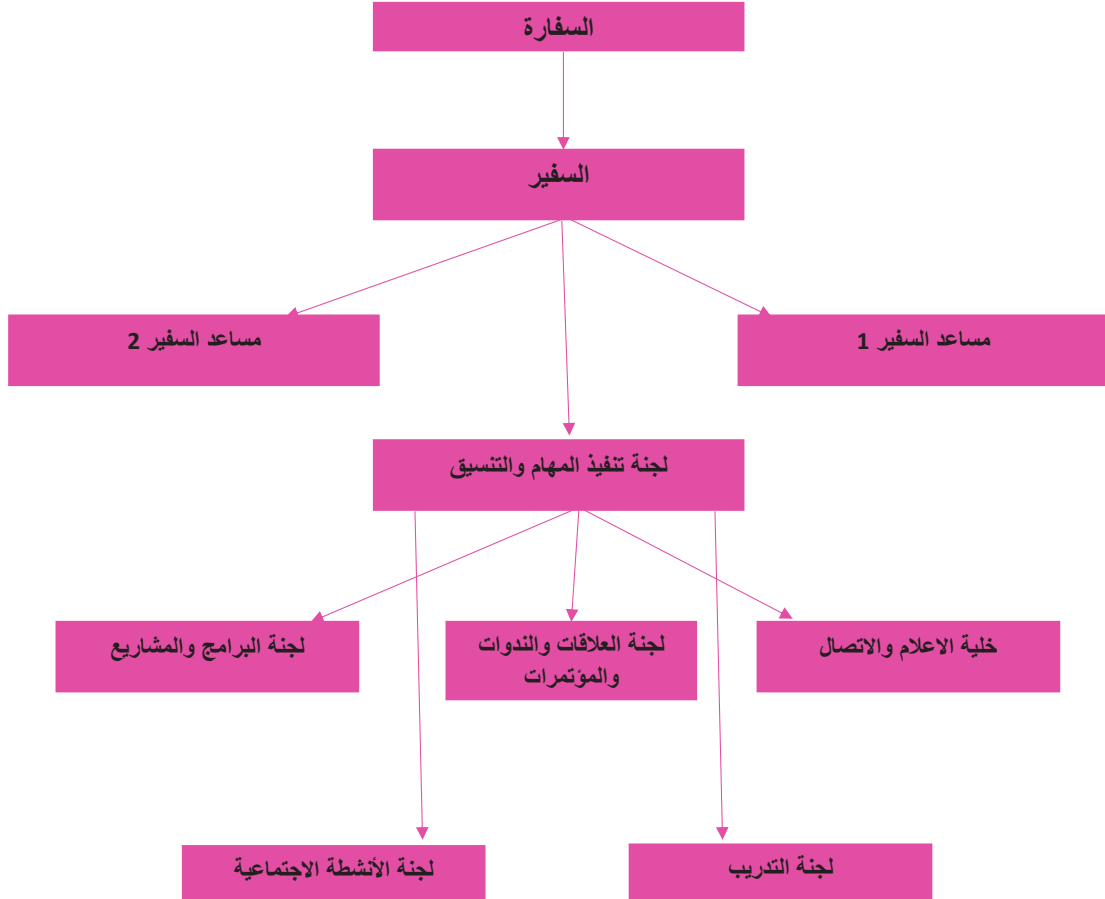 السفارة
السفير
مساعد السفير 1
مساعد السفير 2
لجنة تنفيذ المهام والتنسيق
خلية الاعلام والاتصال
لجنة العلاقات والندوات
والمؤتمرات
لجنة البرامج والمشاريع
لجنة التدريب
لجنة الأنشطة الاجتماعية